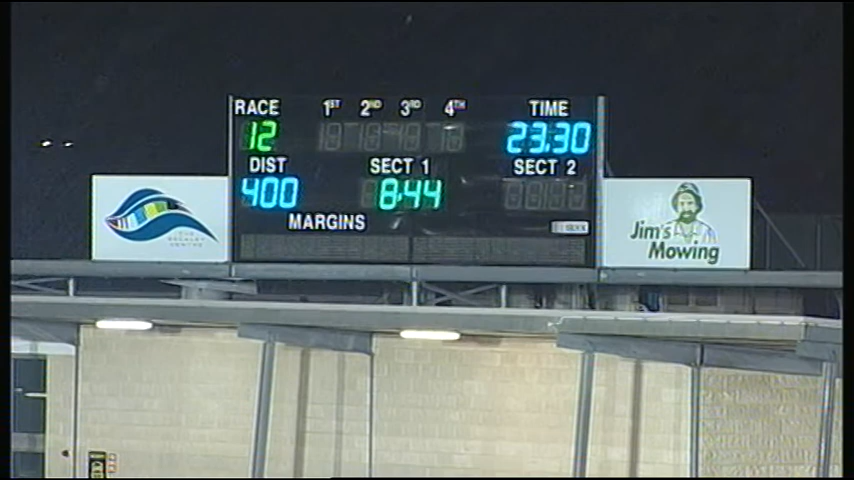 RACE 1ST 2ND 3RD 4TH TIME
12 23.30
DIST SECT 1 SECT 2
400 8.44
MARGINS
Jim's
Mowing